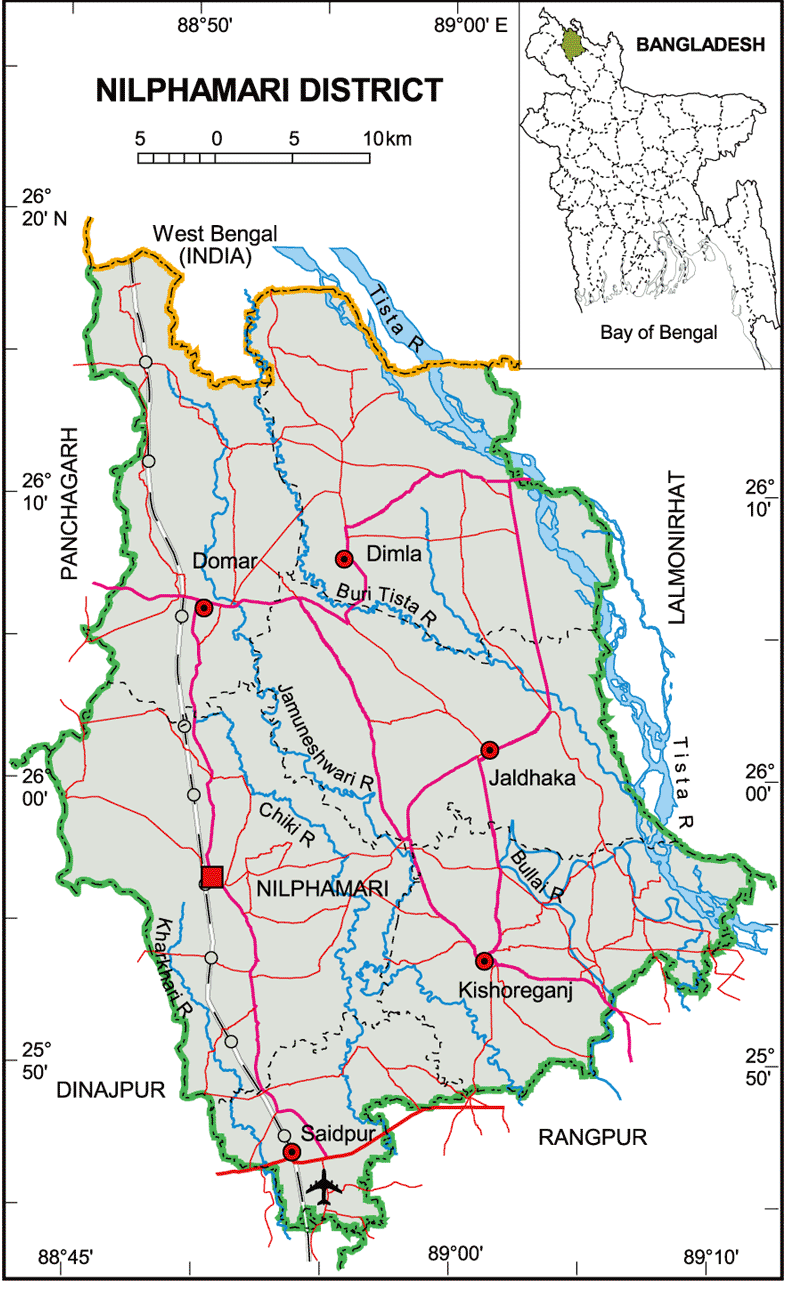 88°50'
89°00' E
BANGLADESH
NILPHAMARI DISTRICT
5
0
5
10km
26°
20' N
West Bengal
(INDIA)
Tista R
Bay of Bengal
PANCHAGARH
26°
10'
26°
10'
LALMONIRHAT
Domar
Dimla
Buri Tista R
Jamuneshwari R
26°
00'
Jaldhaka
26°
00'
Tista R
Chiki R
Bullai R
NILPHAMARI
Kharkhari R
Kishoreganj
25°
50'
25°
50'
DINAJPUR
Saidpur
RANGPUR
88°45'
89°00'
89°10'